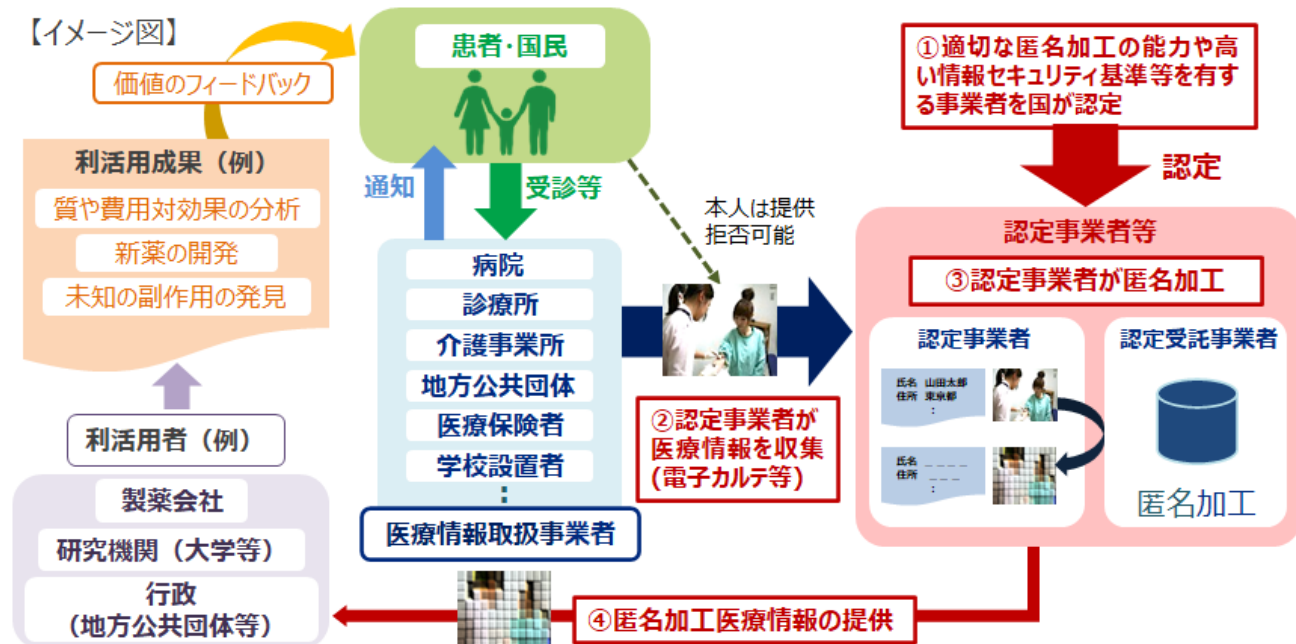 【イメージ図】
患者・国民
価値のフィードバック
①適切な匿名加工の能力や高
い情報セキュリティ基準等を有す
る事業者を国が認定
認定
利活用成果（例）
質や費用対効果の分析
新薬の開発
未知の副作用の発見
通知
受診等
本人は提供
拒否可能
病院
診療所
介護事業所
地方公共団体
医療保険者
学校設置者
：
医療情報取扱事業者
②認定事業者が
医療情報を収集
(電子カルテ等)
認定事業者等
③認定事業者が匿名加工
認定事業者
氏名 山田太郎
住所 東京都
：
氏名 _ _ _ _
住所 _ _ _
：
認定受託事業者
匿名加工
利活用者（例）
製薬会社
研究機関（大学等）
行政
（地方公共団体等）
④匿名加工医療情報の提供